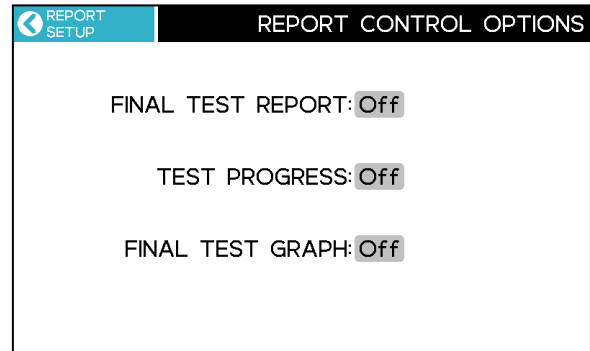 REPORT
SETUP
REPORT CONTROL OPTIONS
FINAL TEST REPORT: Off
TEST PROGRESS: Off
FINAL TEST GRAPH: Off